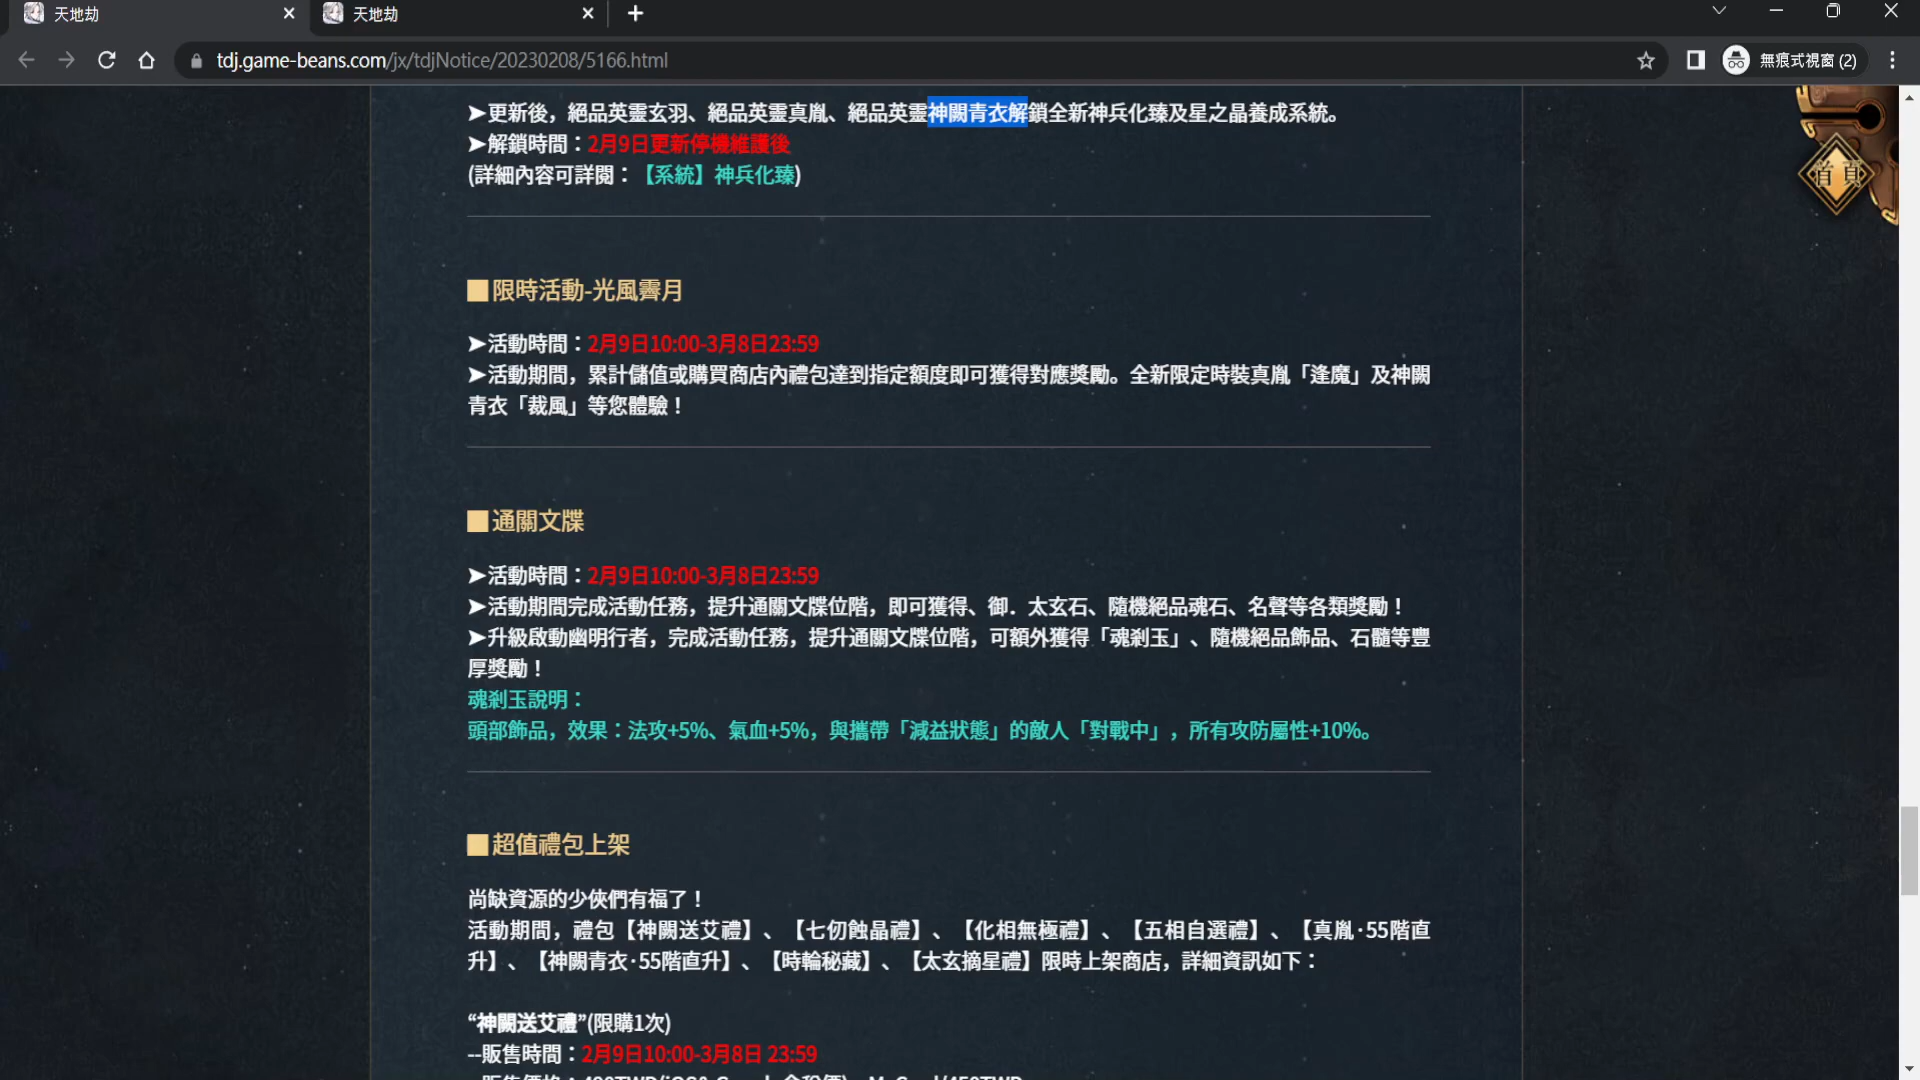 天地劫
天地劫
tdj.game-beans.com/jx/tdjNotice/20230208/5166.html
無痕式視窗 (2)
首頁
➤更新後，絕品英靈玄羽、絕品英靈真胤、絕品英靈神闕青衣解鎖全新神兵化臻及星之晶養成系統。
➤解鎖時間：2月9日更新停機維護後
(詳細內容可詳閱：【系統】神兵化臻)
■限時活動-光風霽月
➤活動時間：2月9日10:00-3月8日23:59
➤活動期間，累計儲值或購買商店內禮包達到指定額度即可獲得對應獎勵。全新限定時裝真胤「逢魔」及神闕
青衣「裁風」等您體驗！
■通關文牒
➤活動時間：2月9日10:00-3月8日23:59
➤活動期間完成活動任務，提升通關文牒位階，即可獲得、御．太玄石、隨機絕品魂石、名聲等各類獎勵！
➤升級啟動幽明行者，完成活動任務，提升通關文牒位階，可額外獲得「魂剎玉」、隨機絕品飾品、石髓等豐
厚獎勵！
魂剎玉說明：
頭部飾品，效果：法攻+5%、氣血+5%，與攜帶「減益狀態」的敵人「對戰中」，所有攻防屬性+10%。
■超值禮包上架
尚缺資源的少俠們有福了！
活動期間，禮包【神闕送艾禮】、【七仞蝕晶禮】、【化相無極禮】、【五相自選禮】、【真胤·55階直
升】、【神闕青衣·55階直升】、【時輪秘藏】、【太玄摘星禮】限時上架商店，詳細資訊如下：
“神闕送艾禮”(限購1次)
--販售時間：2月9日10:00-3月8日 23:59